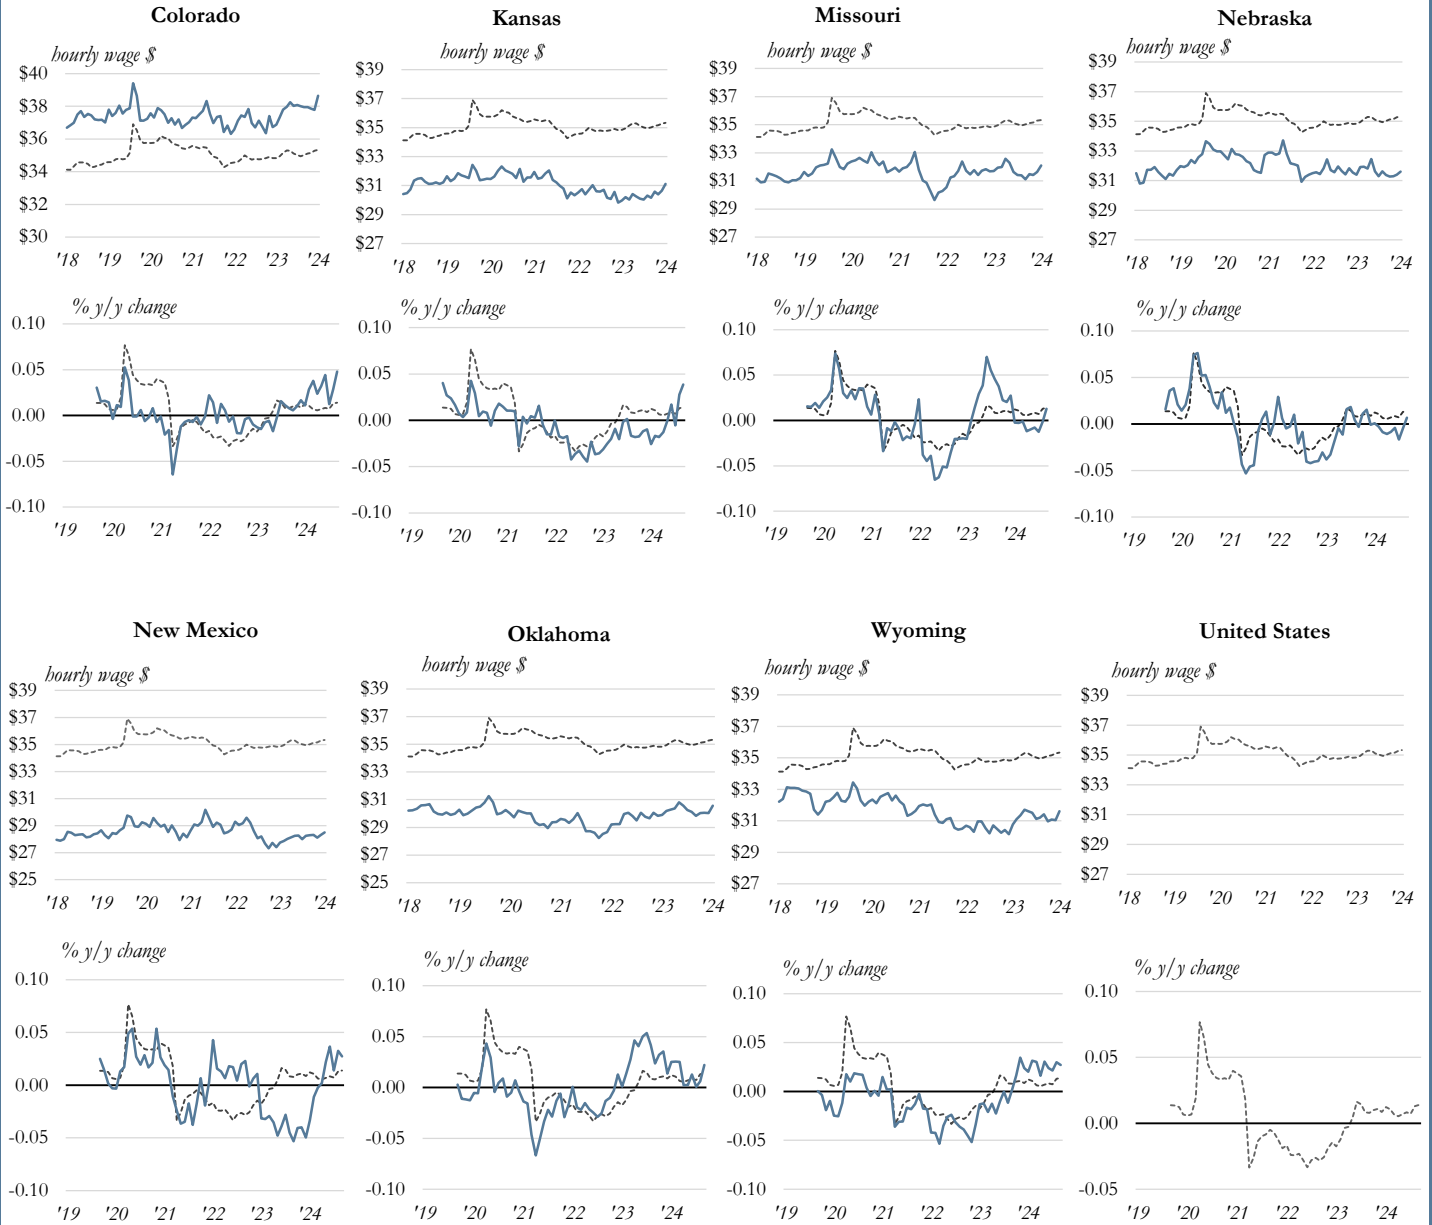 Colorado
Kansas
Missouri
Nebraska
hourly wage $
hourly wage $
hourly wage $
hourly wage $
$40
$38
$36
$34
$32
$30
'18 '19 '20 '21 '22 '23 '24
$39
$37
$35
$33
$31
$29
$27
'18 '19 '20 '21 '22 '23 '24
$39
$37
$35
$33
$31
$29
$27
'18 '19 '20 '21 '22 '23 '24
$39
$37
$35
$33
$31
$29
$27
'18 '19 '20 '21 '22 '23 '24
% y/y change
% y/y change
% y/y change
% y/y change
0.10
0.05
0.00
-0.05
-0.10
'19 '20 '21 '22 '23 '24
0.10
0.05
0.00
-0.05
-0.10
'19 '20 '21 '22 '23 '24
0.10
0.05
0.00
-0.05
-0.10
'19 '20 '21 '22 '23 '24
0.10
0.05
0.00
-0.05
-0.10
'19 '20 '21 '22 '23 '24
New Mexico
Oklahoma
Wyoming
United States
hourly wage $
hourly wage $
hourly wage $
hourly wage $
$39
$37
$35
$33
$31
$29
$27
$25
'18 '19 '20 '21 '22 '23 '24
$39
$37
$35
$33
$31
$29
$27
$25
'18 '19 '20 '21 '22 '23 '24
$39
$37
$35
$33
$31
$29
$27
'18 '19 '20 '21 '22 '23 '24
$39
$37
$35
$33
$31
$29
$27
'18 '19 '20 '21 '22 '23 '24
% y/y change
% y/y change
% y/y change
% y/y change
0.10
0.05
0.00
-0.05
-0.10
'19 '20 '21 '22 '23 '24
0.10
0.05
0.00
-0.05
-0.10
'19 '20 '21 '22 '23 '24
0.10
0.05
0.00
-0.05
-0.10
'19 '20 '21 '22 '23 '24
0.10
0.05
0.00
-0.05
'19 '20 '21 '22 '23 '24